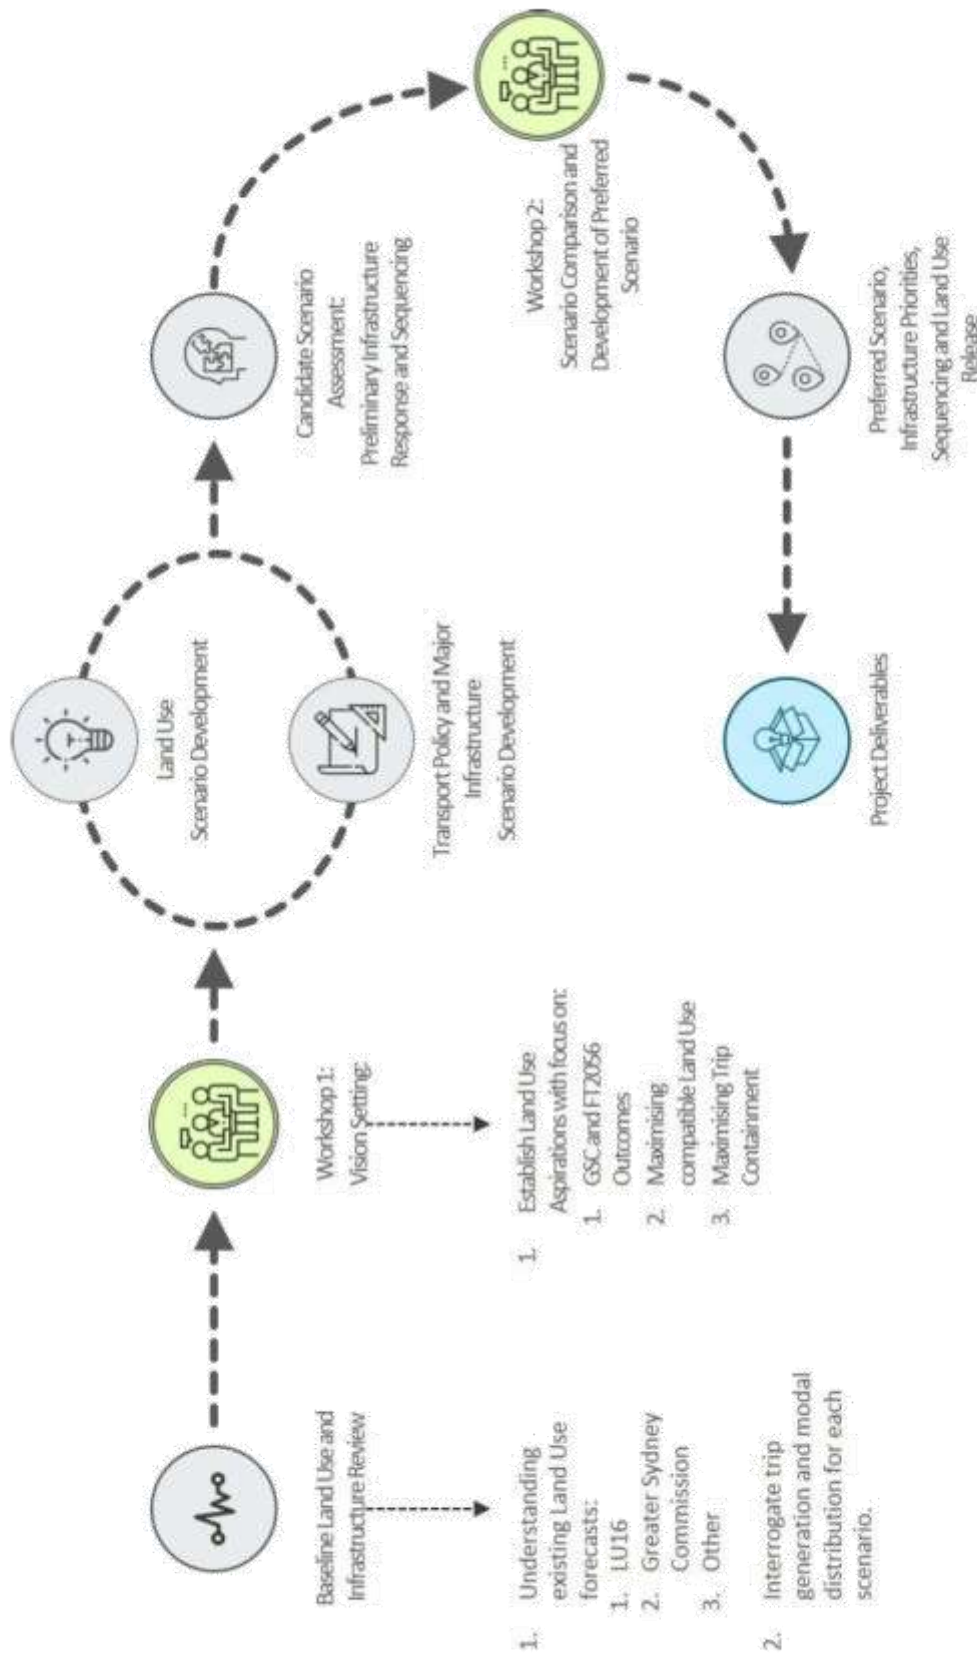 Baseline Land Use and
Infrastructure Review
1. Understanding
existing Land Use
forecasts:
1. LU16
2. Greater Sydney
Commission
3. Other
2. Interrogate trip
generation and modal
distribution for each
scenario.
Workshop 1:
Vision Setting:
1. Establish Land Use
Aspirations with focus on:
1. GSC and FT2056
Outcomes
2. Maximising
compatible Land Use
3. Maximising Trip
Containment
Land Use
Scenario Development
Transport Policy and Major
Infrastructure
Scenario Development
Candidate Scenario
Assessment:
Preliminary Infrastructure
Response and Sequencing
Workshop 2:
Scenario Comparison and
Development of Preferred
Scenario
Preferred Scenario,
Infrastructure Priorities,
Sequencing and Land Use
Release
Project Deliverables